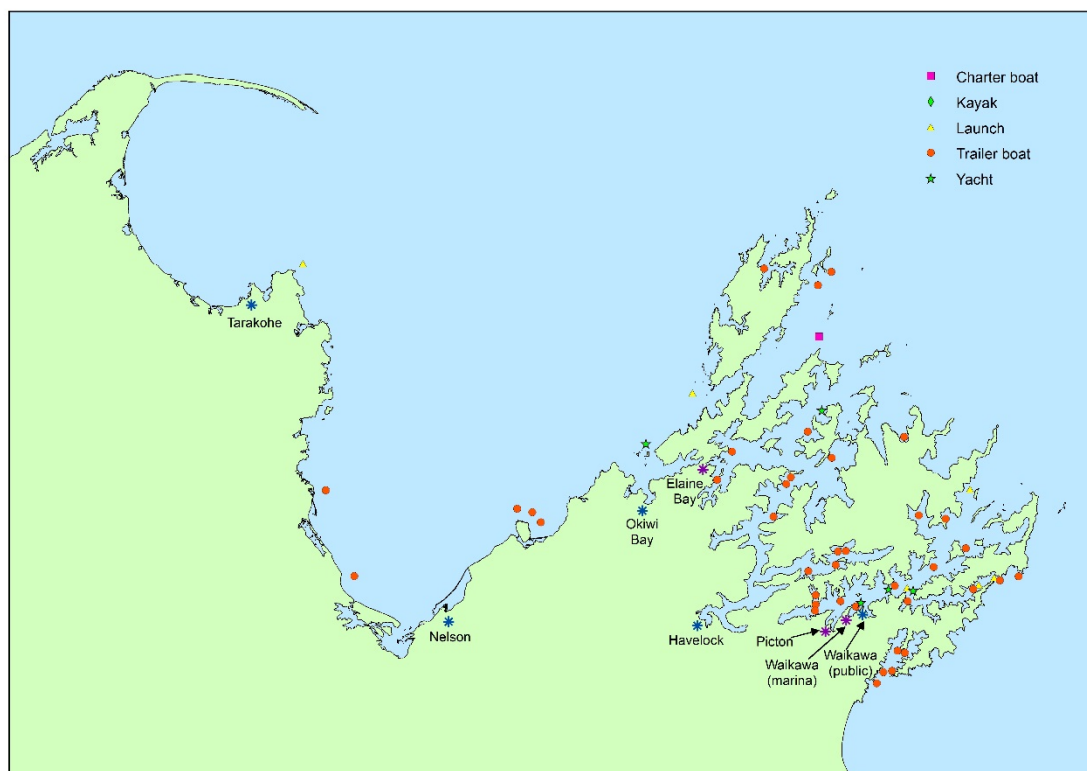 Charter boat
Kayak
Launch
Trailer boat
Yacht
Tarakohe
Elaine
Bay
Okiwi
Bay
Nelson
Havelock
Picton
Waikawa
(marina)
Waikawa
(public)